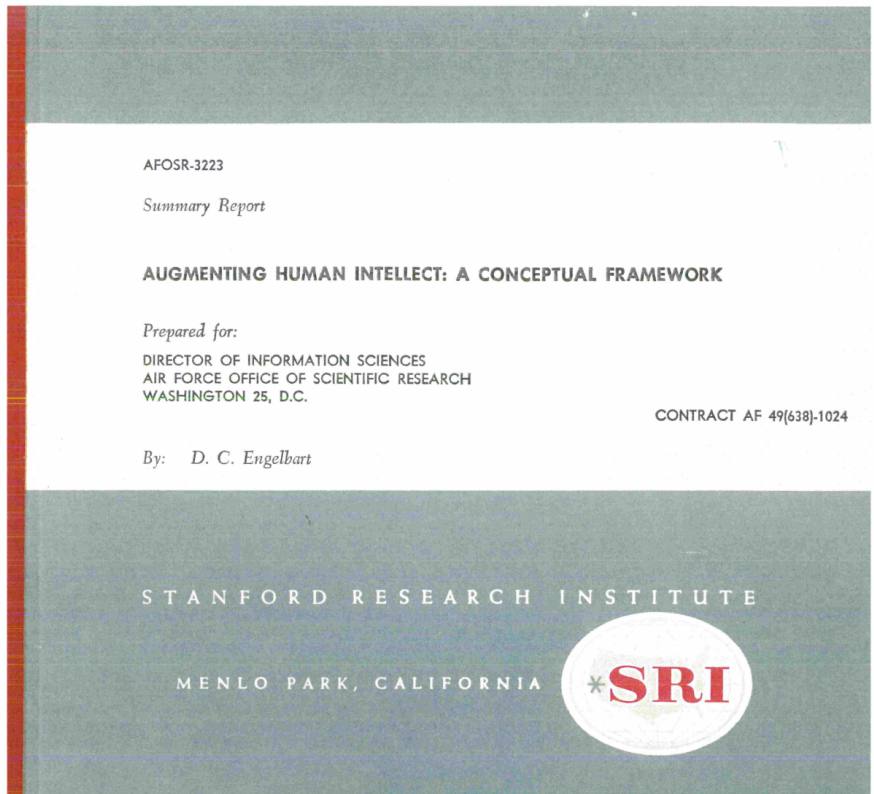 AFOSR-3223
Summary Report
AUGMENTING HUMAN INTELLECT: A CONCEPTUAL FRAMEWORK
Prepared for:
DIRECTOR OF INFORMATION SCIENCES
AIR FORCE OFFICE OF SCIENTIFIC RESEARCH
WASHINGTON 25, D.C.
CONTRACT AF 49(638)-1024
By: D. C. Engelbart
STANFORD RESEARCH INSTITUTE
MENLO PARK, CALIFORNIA
*SRI